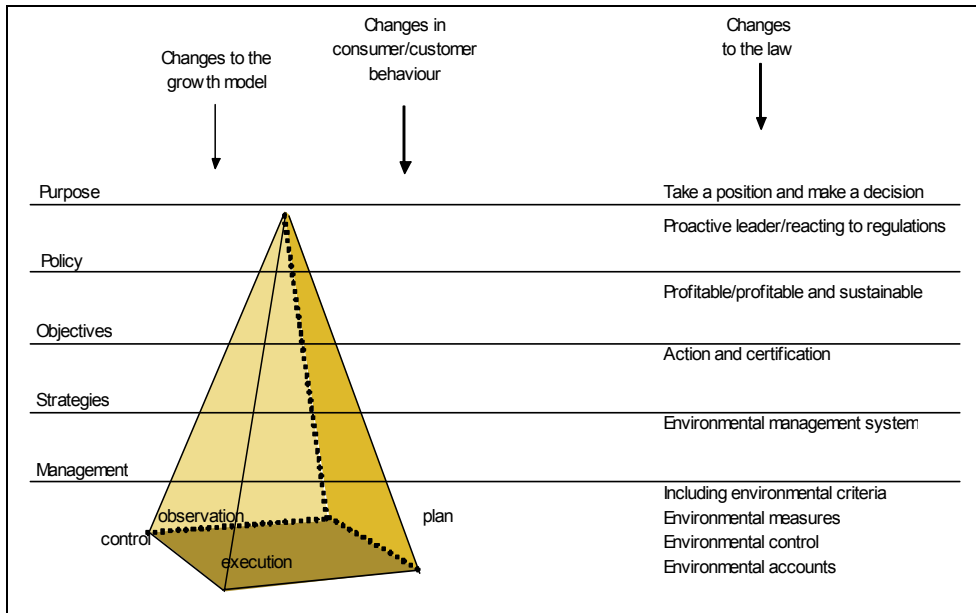 Changes to the
growth model
Changes in
consumer/customer
behaviour
Changes
to the law
Purpose
Take a position and make a decision
Proactive leader/reacting to regulations
Policy
Profitable/profitable and sustainable
Objectives
Action and certification
Strategies
Environmental management system
Management
Including environmental criteria
observation
plan
Environmental measures
control
Environmental control
execution
Environmental accounts